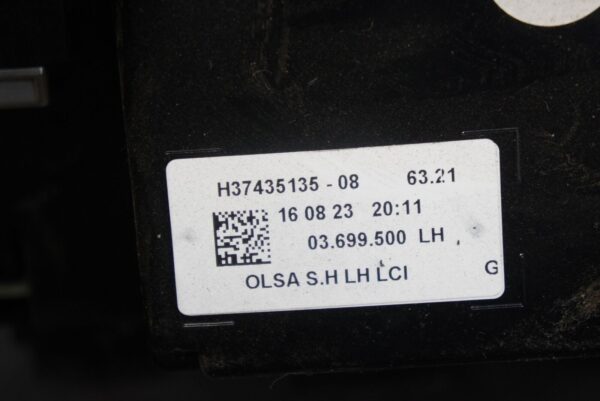 H37435135 - 08 63.21
16 08 23 20:11
03.699.500 LH
OLSA S.H LH LCI G